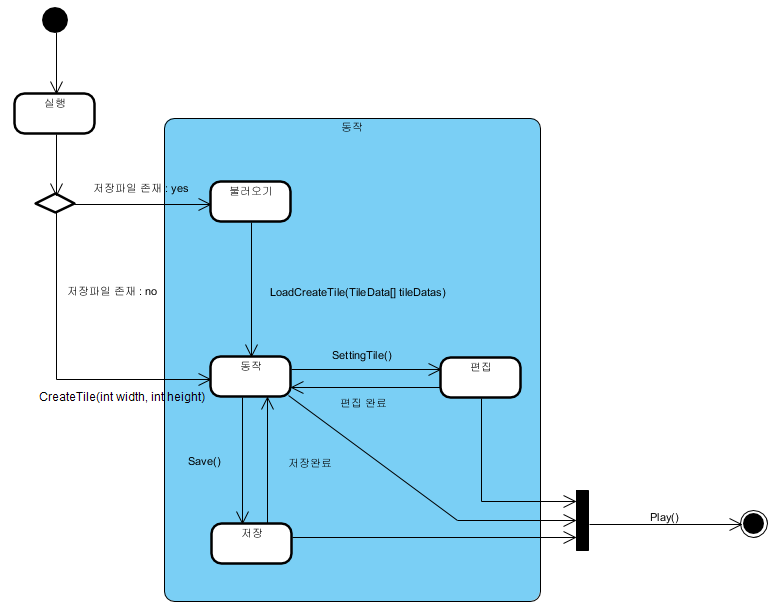 실행
동작
저장파일 존재 : yes
불러오기
저장파일 존재 : no
LoadCreateTile(TileData[] tileDatas)
동작
SettingTile()
편집
CreateTile(int width, int height)
편집 완료
Save()
저장완료
저장
Play()